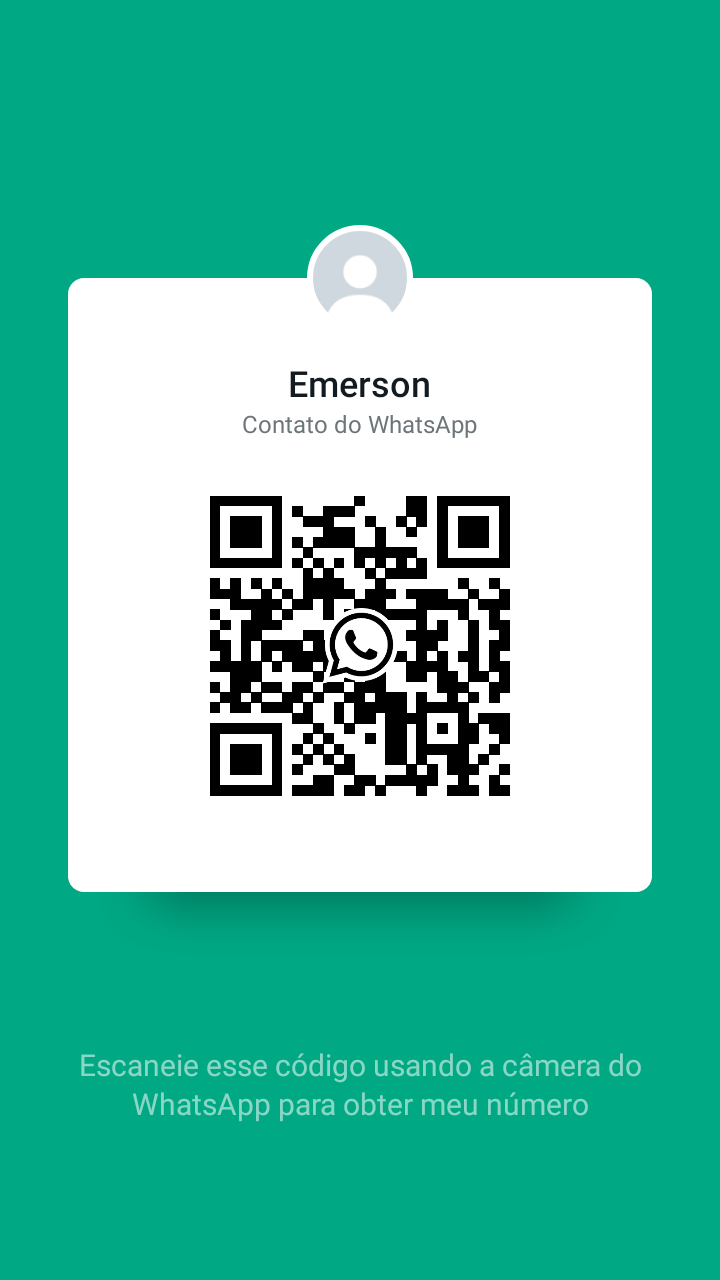 Emerson
Contato do WhatsApp
Escaneie esse código usando a câmera do
WhatsApp para obter meu número